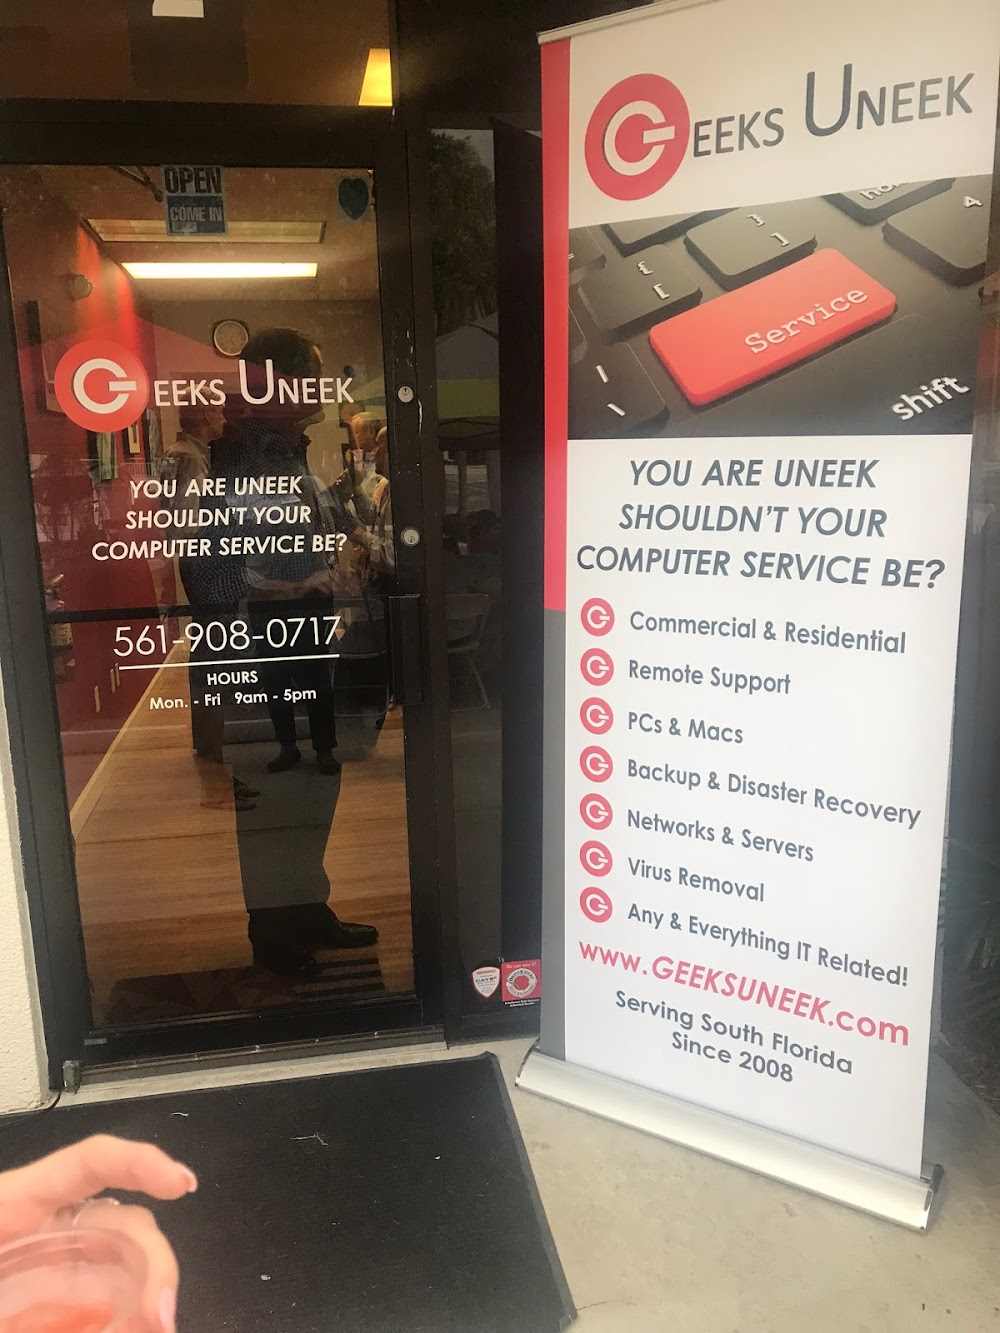 OPEN
COME IN
GEEKS UNEEK
YOU ARE UNEEK
SHOULDN'T YOUR
COMPUTER SERVICE BE?
561-908-0717
HOURS
Mon. - Fri 9am - 5pm
GEEKS UNEEK
Service
shift
4
{
[
}
]
YOU ARE UNEEK
SHOULDN'T YOUR
COMPUTER SERVICE BE?
Commercial & Residential
Remote Support
PCs & Macs
Backup & Disaster Recovery
Networks & Servers
Virus Removal
Any & Everything IT Related!
www.GEEKSUNEEK.com
Serving South Florida
Since 2008